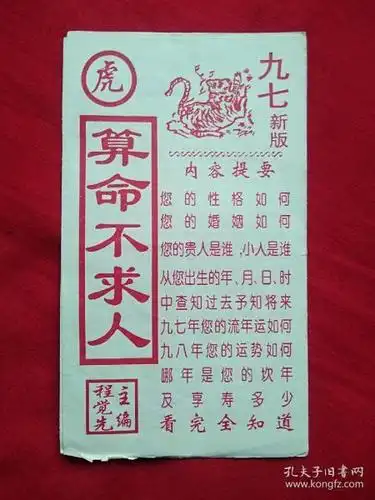 虎
九七新版
算命不求人
内容提要
您的性格如何
您的婚姻如何
您的贵人是谁,小人是谁
从您出生的年、月、日、时
中查知过去予知将来
九七年您的流年运如何
九八年您的运势如何
哪年是您的坎年
及享寿多少
看完全知道
主编
程觉先
孔夫子旧书网
www.kongfz.com